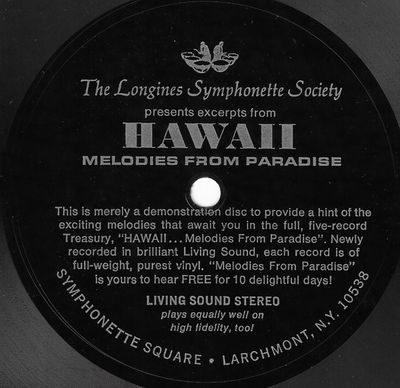 The Longines Symphonette Society
presents excerpts from
HAWAII
MELODIES FROM PARADISE
This is merely a demonstration disc to provide a hint of the
exciting melodies that await you in the full, five-record
Treasury, “HAWAII...Melodies From Paradise”. Newly
recorded in brilliant Living Sound, each record is of
full-weight, purest vinyl. “Melodies From Paradise”
is yours to hear FREE for 10 delightful days!
LIVING SOUND STEREO
plays equally well on
high fidelity, too!
SYMPHONETTE SQUARE • LARCHMONT, N.Y. 10538